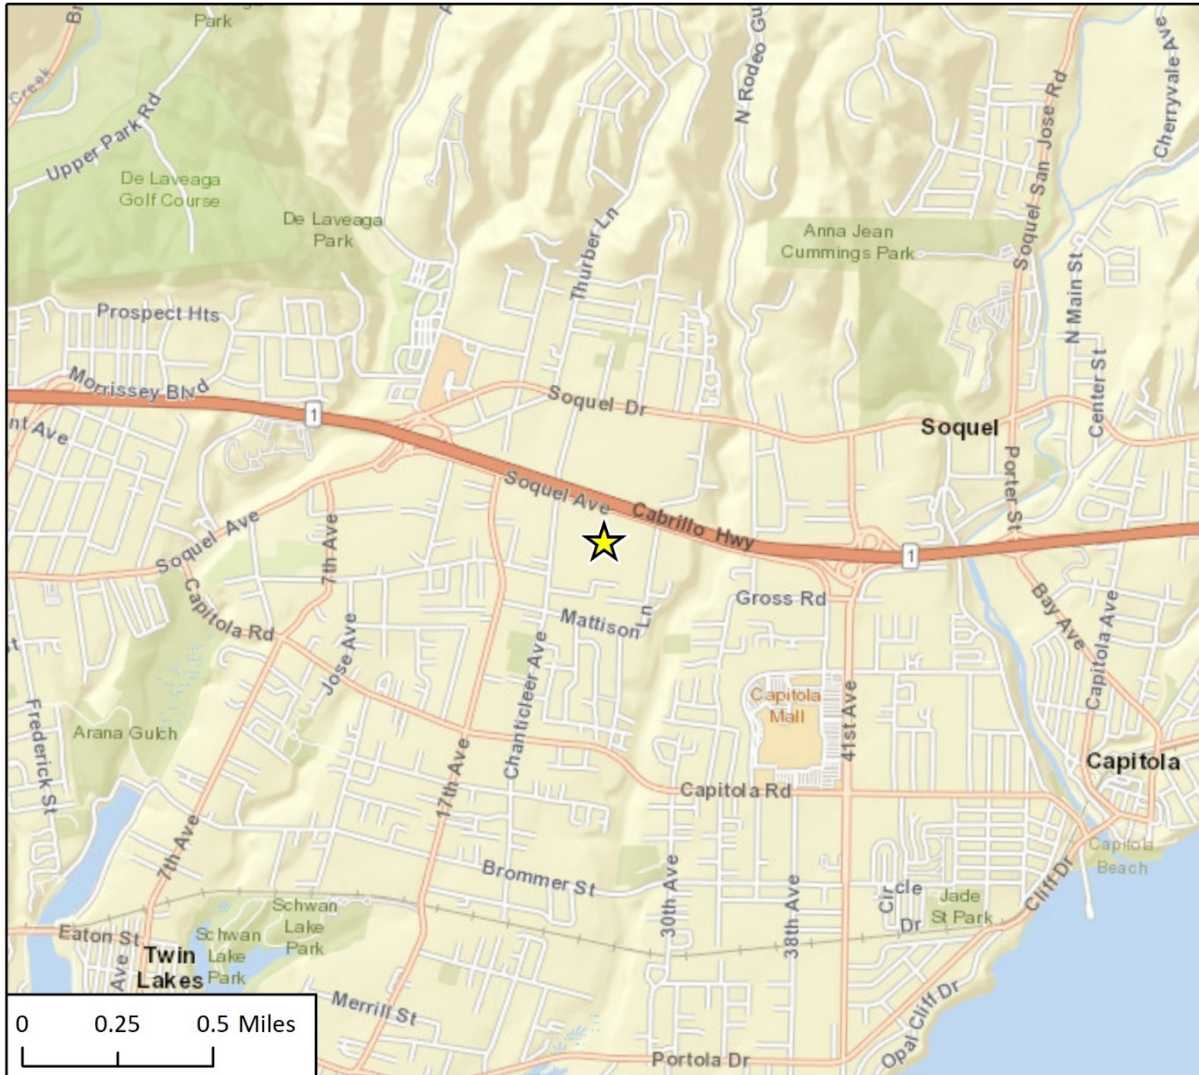 Park
Creek
Upper Park Rd
De Laveaga
Golf Course
De Laveaga
Park
Thurber Ln
N Rodeo Gu
Soquel San Jose Rd
Cherryvale Ave
Anna Jean
Cummings Park
N Main St
Center St
Prospect Hts
Morrissey Blvd
1
nt Ave
Soquel Dr
Soquel
Porter St
Soquel Ave
Cabrillo Hwy
1
Soquel Ave
7th Ave
Capitola Rd
Jose Ave
Mattison Ln
Gross Rd
Bay Ave
Capitola Ave
Chanticleer Ave
Capitola
Mall
41st Ave
Frederick St
Arana Gulch
17th Ave
Capitola Rd
Capitola
Capitola
Beach
7th Ave
Brommer St
30th Ave
38th Ave
Circle
Dr
Jade
St Park
Cliff Dr
Schwan
Lake
Park
Schwan
Lake
Park
Eaton St
Twin
Lakes
Ave
Merrill St
Opal Cliff Dr
Portola Dr
0 0.25 0.5 Miles